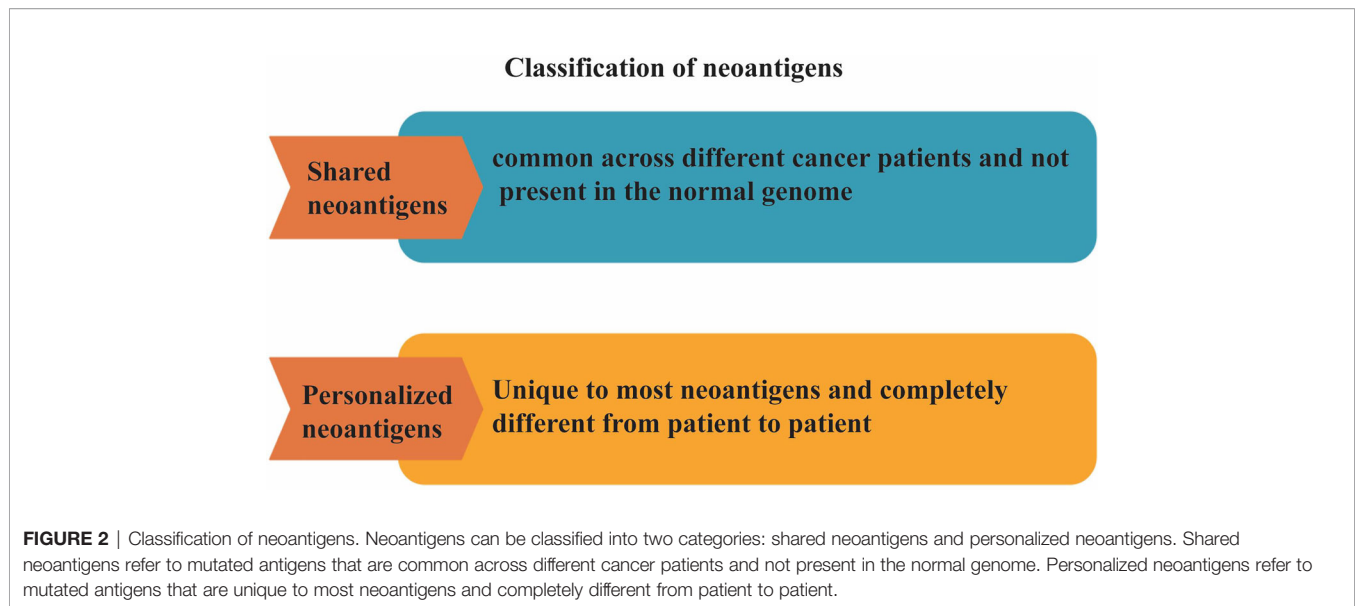 Classification of neoantigens
Shared
neoantigens
common across different cancer patients and not
present in the normal genome
Personalized
neoantigens
Unique to most neoantigens and completely
different from patient to patient
FIGURE 2 | Classification of neoantigens. Neoantigens can be classified into two categories: shared neoantigens and personalized neoantigens. Shared
neoantigens refer to mutated antigens that are common across different cancer patients and not present in the normal genome. Personalized neoantigens refer to
mutated antigens that are unique to most neoantigens and completely different from patient to patient.